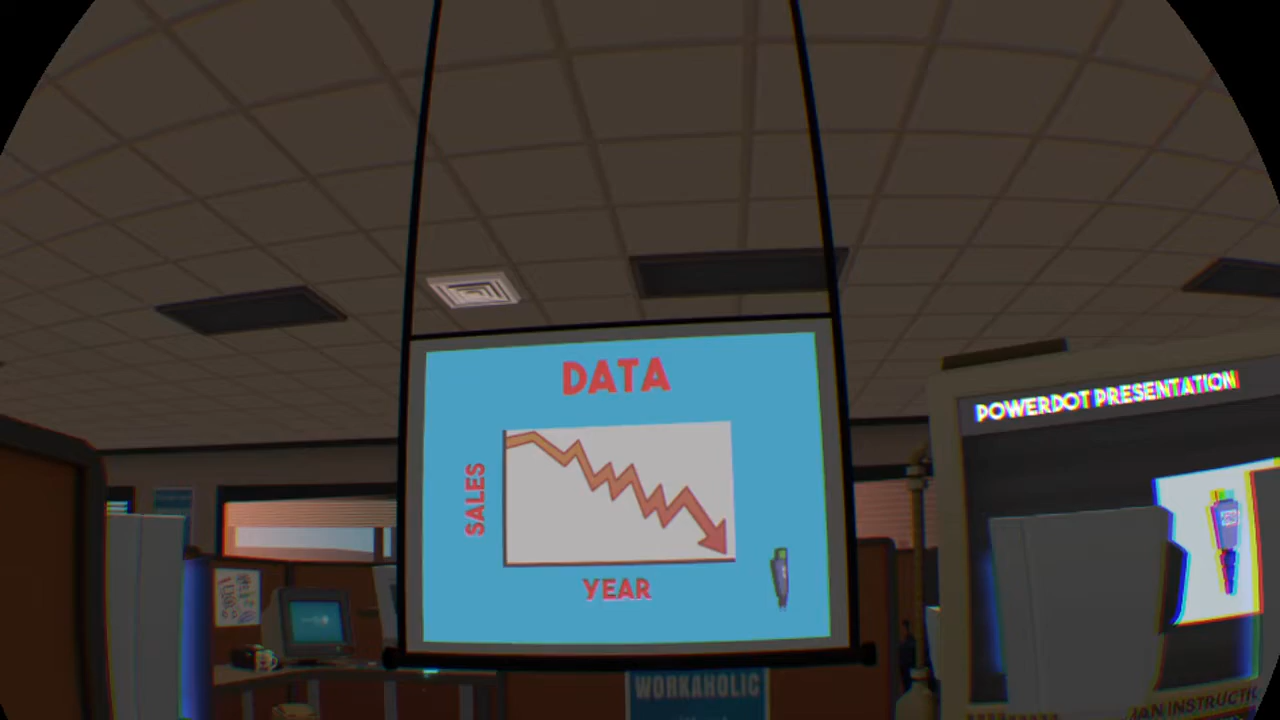 DATA
POWERDOT PRESENTATION
SALES
YEAR
WORKAHOLIC